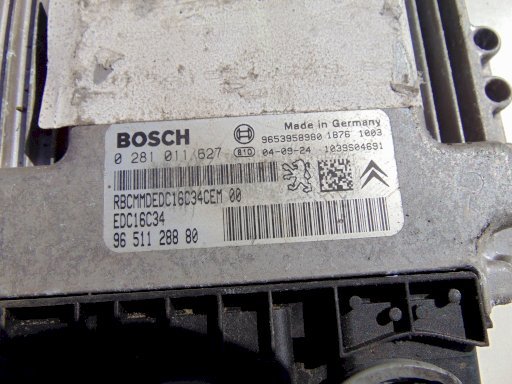 Made in Germany
BOSCH
9653958980 1876 1003
0 281 011 627 810 04-09-24 1039S04691
RBCMMDEDC16C34CEM 00
EDC16C34
96 511 288 80